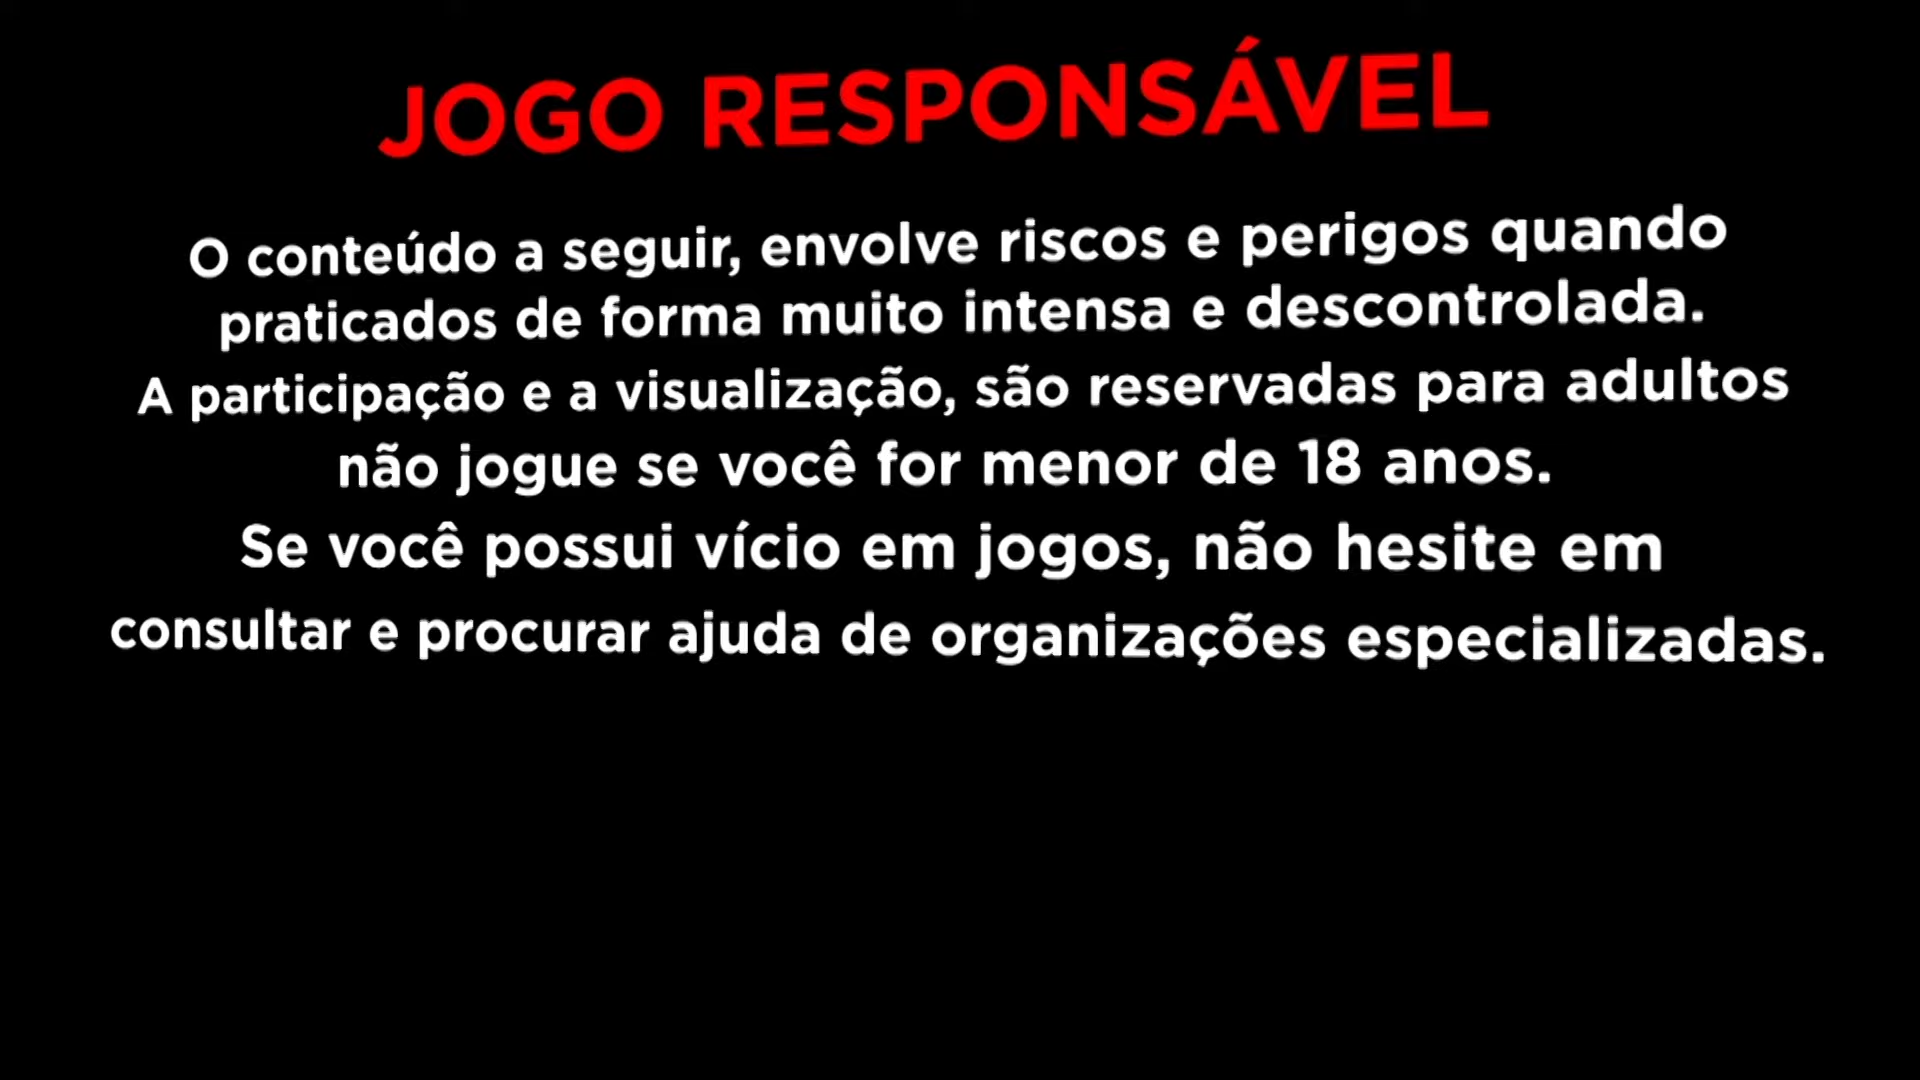 JOGO RESPONSÁVEL
O conteúdo a seguir, envolve riscos e perigos quando
praticados de forma muito intensa e descontrolada.
A participação e a visualização, são reservadas para adultos
não jogue se você for menor de 18 anos.
Se você possui vício em jogos, não hesite em
consultar e procurar ajuda de organizações especializadas.